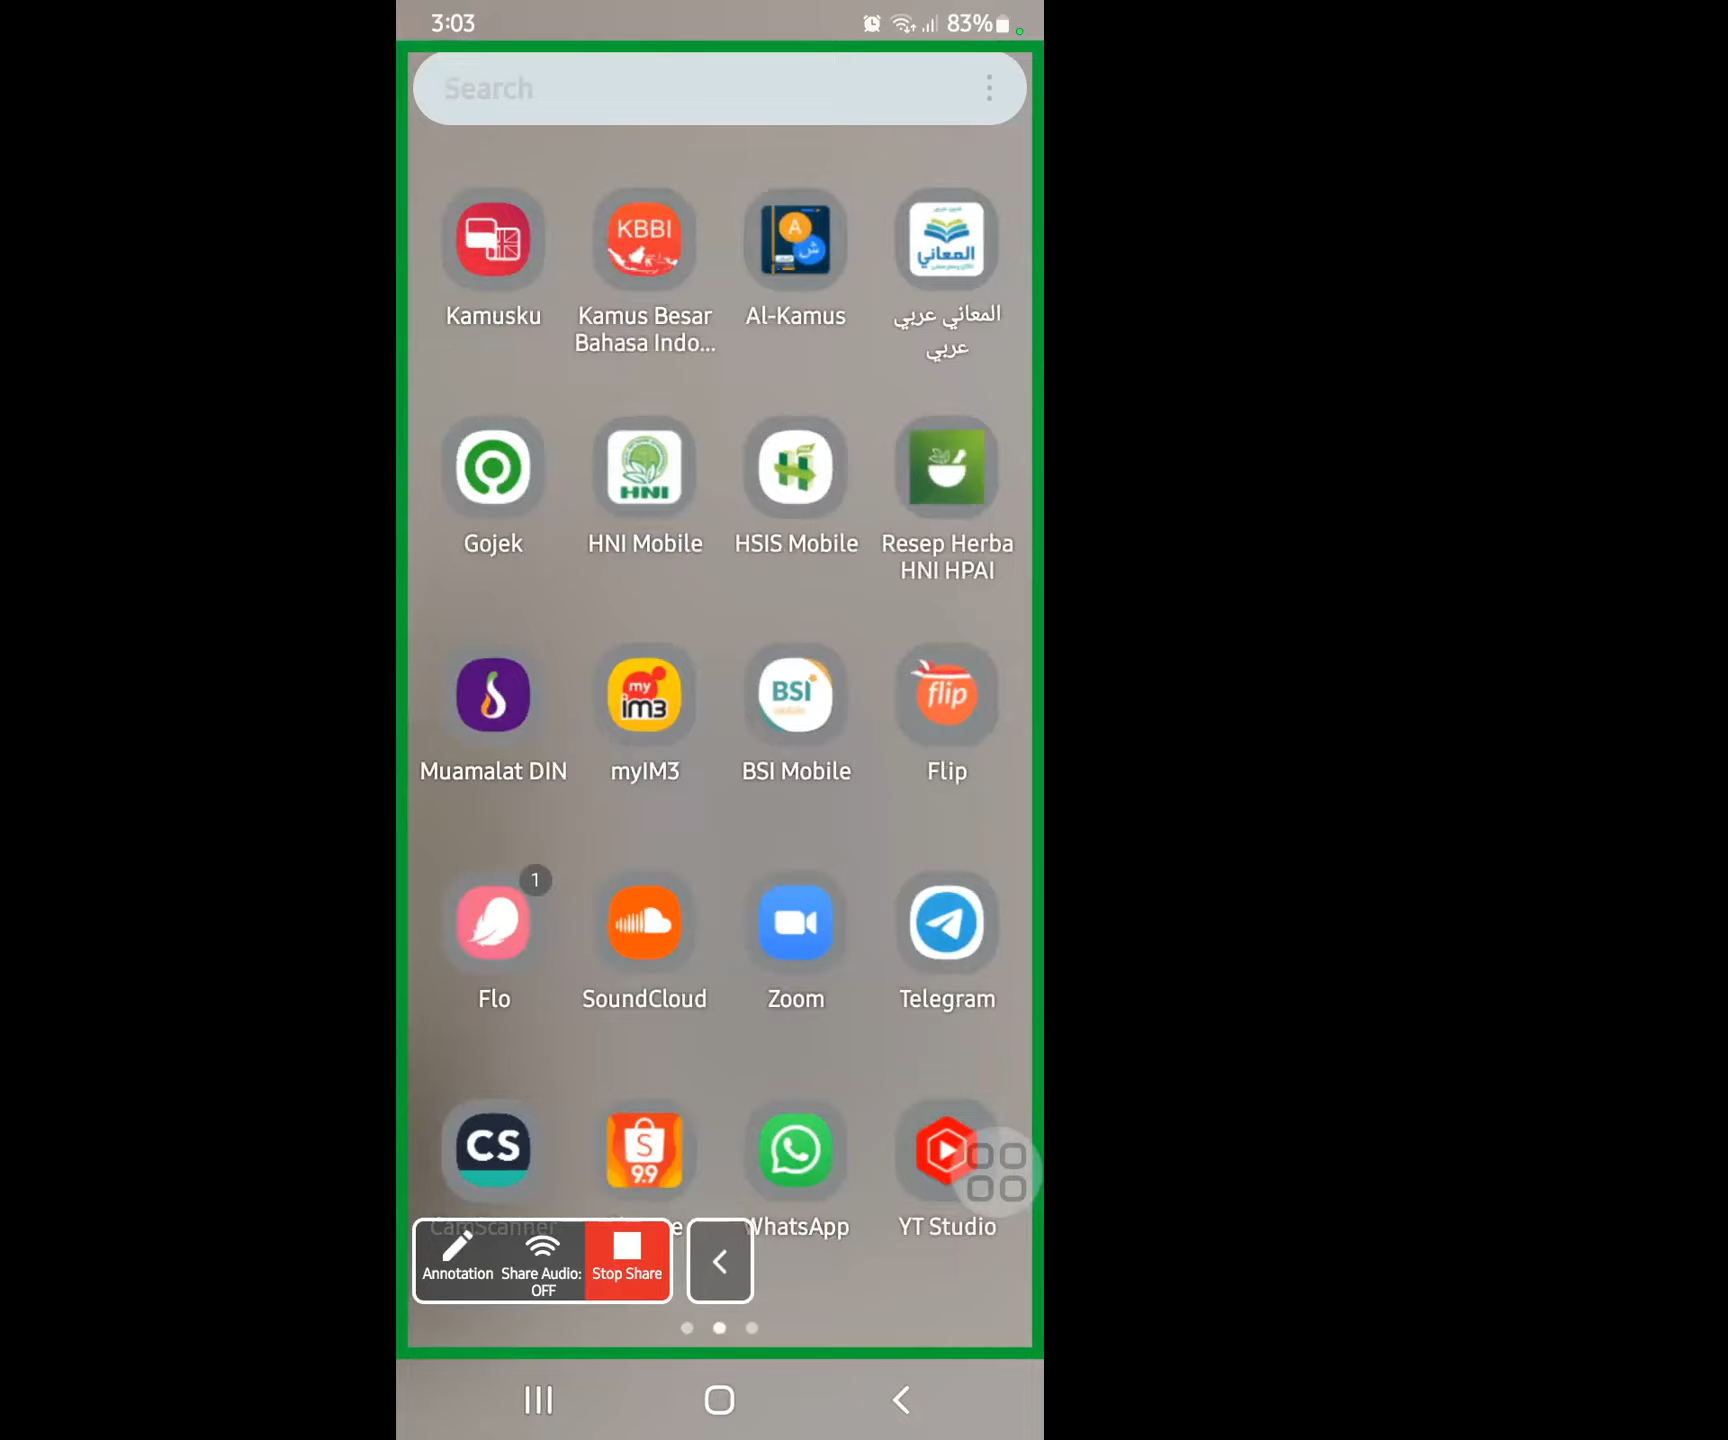 3:03
83%
Search
KBBI
A
ش
المعاني
Kamusku
Kamus Besar
Bahasa Indo...
Al-Kamus
المعاني عربي
عربي
HNI
Gojek
HNI Mobile
HSIS Mobile
Resep Herba
HNI HPAI
my
im3
BSI
flip
Muamalat DIN
myIM3
BSI Mobile
Flip
1
Flo
SoundCloud
Zoom
Telegram
CS
S
9.9
CamScanner
WhatsApp
YT Studio
Annotation
Share Audio:
OFF
Stop Share